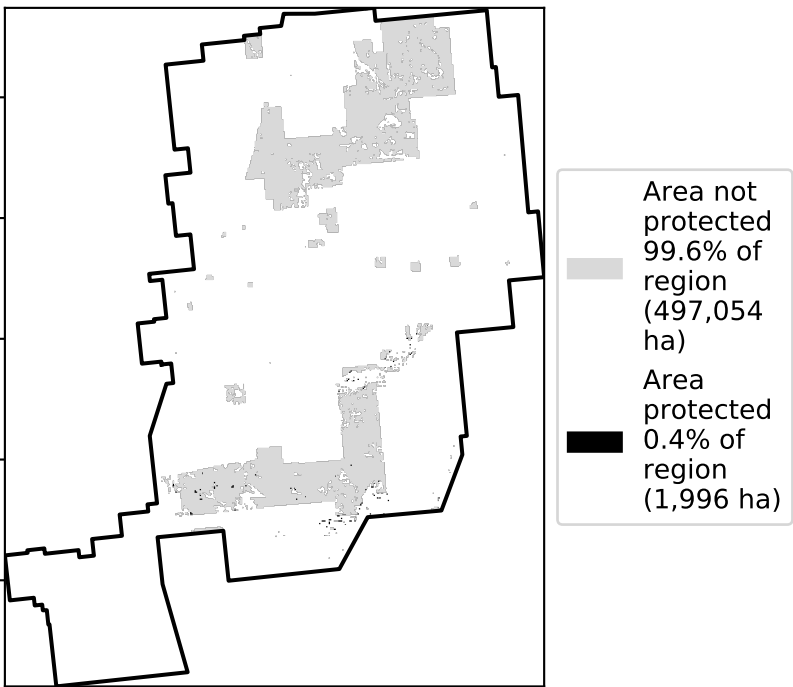 Area not
protected
99.6% of
region
(497,054
ha)
Area
protected
0.4% of
region
(1,996 ha)